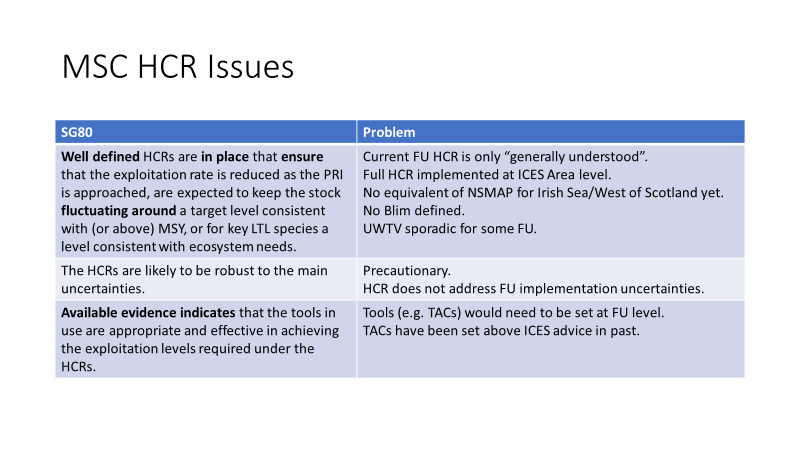 MSC HCR Issues
SG80
Problem
Well defined HCRs are in place that ensure
that the exploitation rate is reduced as the PRI
is approached, are expected to keep the stock
fluctuating around a target level consistent
with (or above) MSY, or for key LTL species a
level consistent with ecosystem needs.
Current FU HCR is only “generally understood”.
Full HCR implemented at ICES Area level.
No equivalent of NSMAP for Irish Sea/West of Scotland yet.
No Blim defined.
UWTV sporadic for some FU.
The HCRs are likely to be robust to the main
uncertainties.
Precautionary.
HCR does not address FU implementation uncertainties.
Available evidence indicates that the tools in
use are appropriate and effective in achieving
the exploitation levels required under the
HCRs.
Tools (e.g. TACs) would need to be set at FU level.
TACs have been set above ICES advice in past.